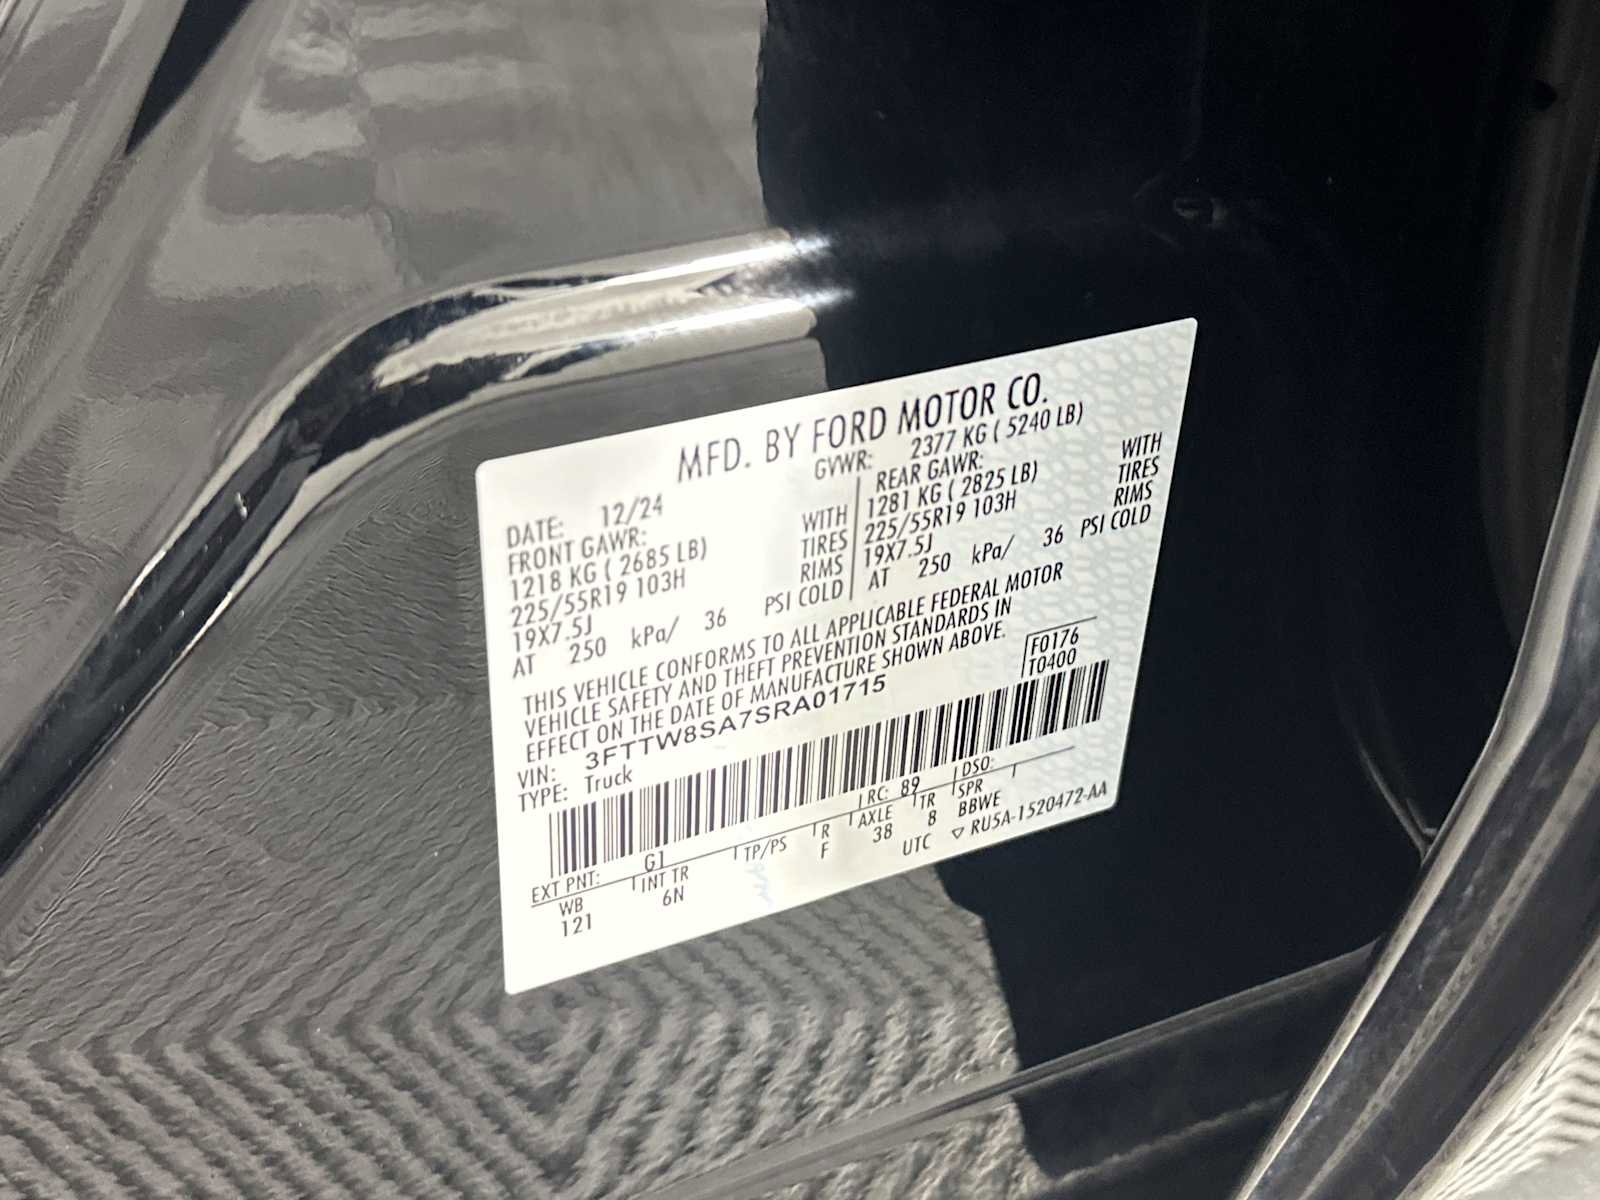 MFD. BY FORD MOTOR CO.
DATE: 12/24 GVWR: 2377 KG ( 5240 LB)
FRONT GAWR: REAR GAWR:
1218 KG ( 2685 LB) WITH 1281 KG ( 2825 LB) WITH
225/55R19 103H TIRES 225/55R19 103H TIRES
19X7.5J RIMS 19X7.5J RIMS
AT 250 kPa/ 36 PSI COLD AT 250 kPa/ 36 PSI COLD
THIS VEHICLE CONFORMS TO ALL APPLICABLE FEDERAL MOTOR
VEHICLE SAFETY AND THEFT PREVENTION STANDARDS IN
EFFECT ON THE DATE OF MANUFACTURE SHOWN ABOVE.
VIN: 3FTTW8SA7SRA01715 F0176
TYPE: Truck T0400
EXT PNT: G1 RC: 89 DSO:
WB INT TR TP/PS R AXLE TR SPR
121 6N F 38 8 BBWE
UTC ▽ RU5A-1520472-AA